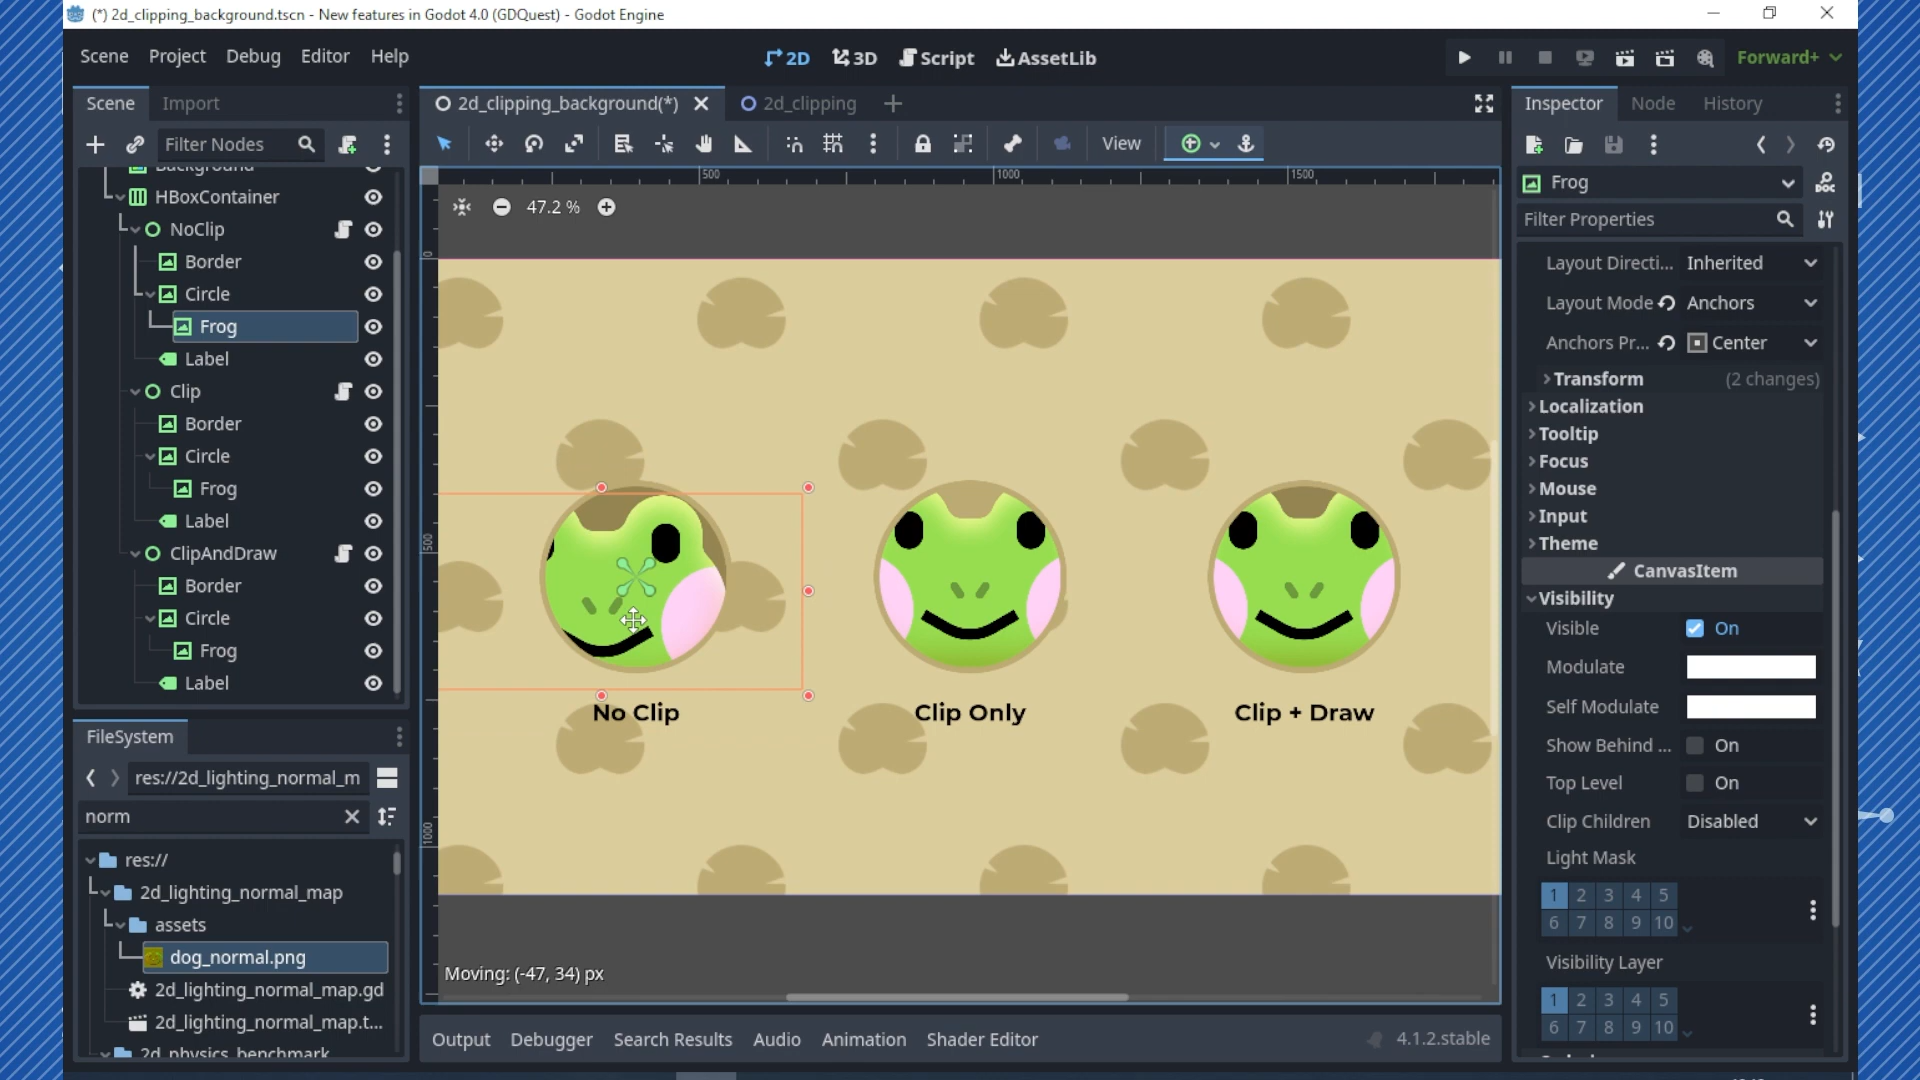 (*) 2d_clipping_background.tscn - New features in Godot 4.0 (GDQuest) - Godot Engine
Scene Project Debug Editor Help
2D 3D Script AssetLib
Forward+
Scene Import
Filter Nodes
Background
HBoxContainer
NoClip
Border
Circle
Frog
Label
Clip
Border
Circle
Frog
Label
ClipAndDraw
Border
Circle
Frog
Label
FileSystem
res://2d_lighting_normal_m
norm
res://
2d_lighting_normal_map
assets
dog_normal.png
2d_lighting_normal_map.gd
2d_lighting_normal_map.t...
2d_physics_benchmark
2d_clipping_background(*) 2d_clipping
View
500 1000 1500
47.2 %
0
500
1000
No Clip
Clip Only
Clip + Draw
Moving: (-47, 34) px
Output Debugger Search Results Audio Animation Shader Editor 4.1.2.stable
Inspector Node History
Frog
DOC
Filter Properties
Layout Directi... Inherited
Layout Mode Anchors
Anchors Pr... Center
Transform (2 changes)
Localization
Tooltip
Focus
Mouse
Input
Theme
CanvasItem
Visibility
Visible On
Modulate
Self Modulate
Show Behind ... On
Top Level On
Clip Children Disabled
Light Mask
1 2 3 4 5
6 7 8 9 10
Visibility Layer
1 2 3 4 5
6 7 8 9 10